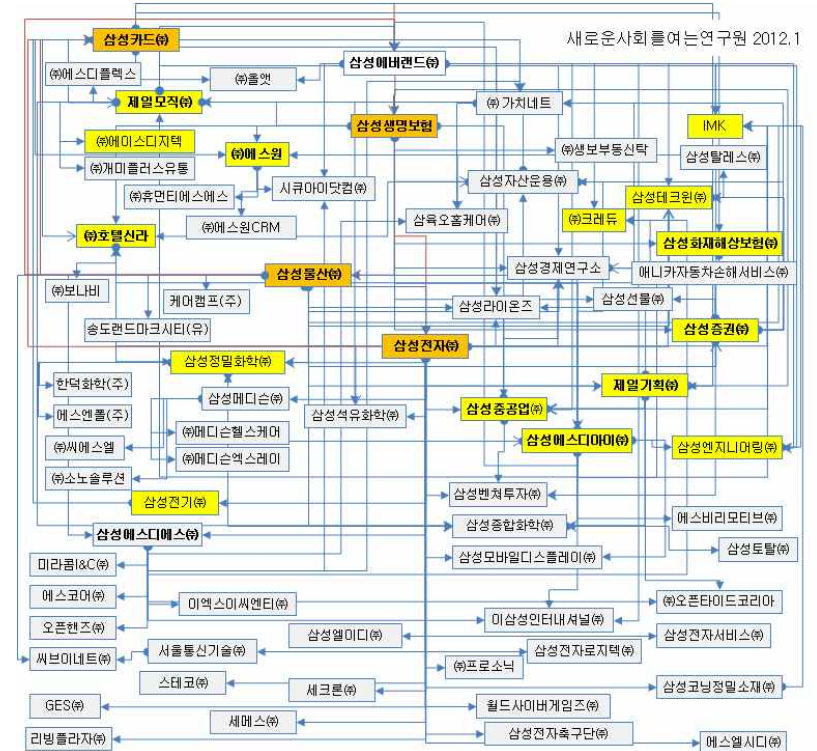 삼성카드㈜
새로운사회를여는연구원 2012.1
삼성에버랜드㈜
㈜에스디플렉스
㈜올앳
제일모직㈜
㈜가치네트
삼성생명보험
IMK
㈜에이스디지텍
㈜에스원
㈜생보부동신탁
삼성탈레스㈜
㈜개미플러스유통
시큐아이닷컴㈜
삼성자산운용㈜
㈜휴먼티에스에스
삼성테크윈㈜
㈜에스원CRM
삼육오홈케어㈜
㈜크레듀
㈜호텔신라
삼성화재해상보험㈜
삼성물산㈜
삼성경제연구소
애니카자동차손해서비스㈜
㈜보나비
케어캠프(주)
삼성라이온즈
삼성선물㈜
송도랜드마크시티(유)
삼성증권㈜
삼성전자㈜
삼성정밀화학㈜
한덕화학(주)
삼성메디슨㈜
제일기획㈜
에스엔폴(주)
삼성석유화학㈜
삼성중공업㈜
㈜메디슨헬스케어
삼성에스디아이㈜
㈜씨에스엘
㈜메디슨엑스레이
삼성엔지니어링㈜
㈜소노솔루션
삼성전기㈜
삼성벤쳐투자㈜
삼성에스디에스㈜
삼성종합화학㈜
에스비리모티브㈜
미라콤I&C㈜
삼성모바일디스플레이㈜
삼성토탈㈜
에스코어㈜
이엑스이씨엔티㈜
㈜오픈타이드코리아
오픈핸즈㈜
이삼성인터내셔널㈜
삼성엘이디㈜
삼성전자서비스㈜
씨브이네트㈜
서울통신기술㈜
삼성전자로지텍㈜
㈜프로소닉
스테코㈜
세크론㈜
삼성코닝정밀소재㈜
GES㈜
월드사이버게임즈㈜
세메스㈜
리빙플라자㈜
삼성전자축구단㈜
에스엘시디㈜